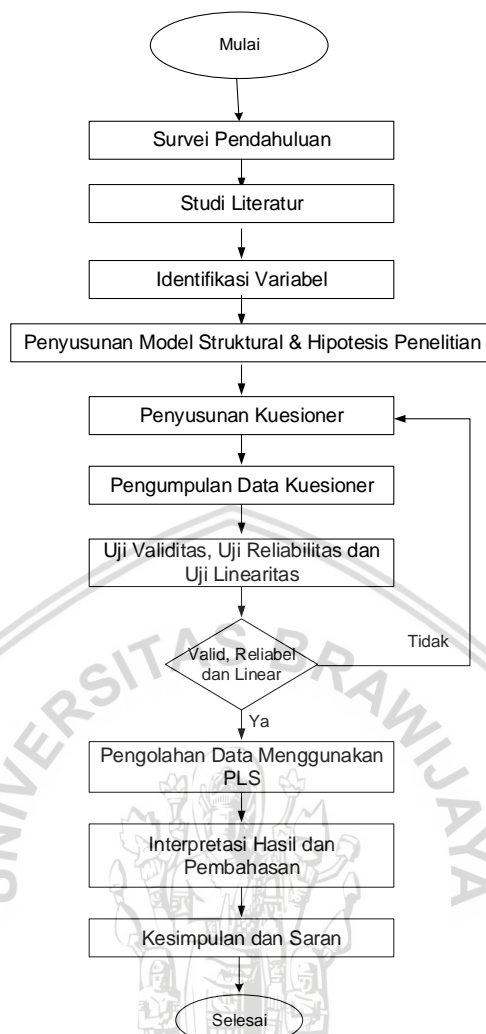 Mulai
Survei Pendahuluan
Studi Literatur
Identifikasi Variabel
Penyusunan Model Struktural & Hipotesis Penelitian
Penyusunan Kuesioner
Pengumpulan Data Kuesioner
Uji Validitas, Uji Reliabilitas dan
Uji Linearitas
Valid, Reliabel
dan Linear
Tidak
Ya
Pengolahan Data Menggunakan
PLS
Interpretasi Hasil dan
Pembahasan
Kesimpulan dan Saran
Selesai
UNIVERSITAS BRAWIJAYA